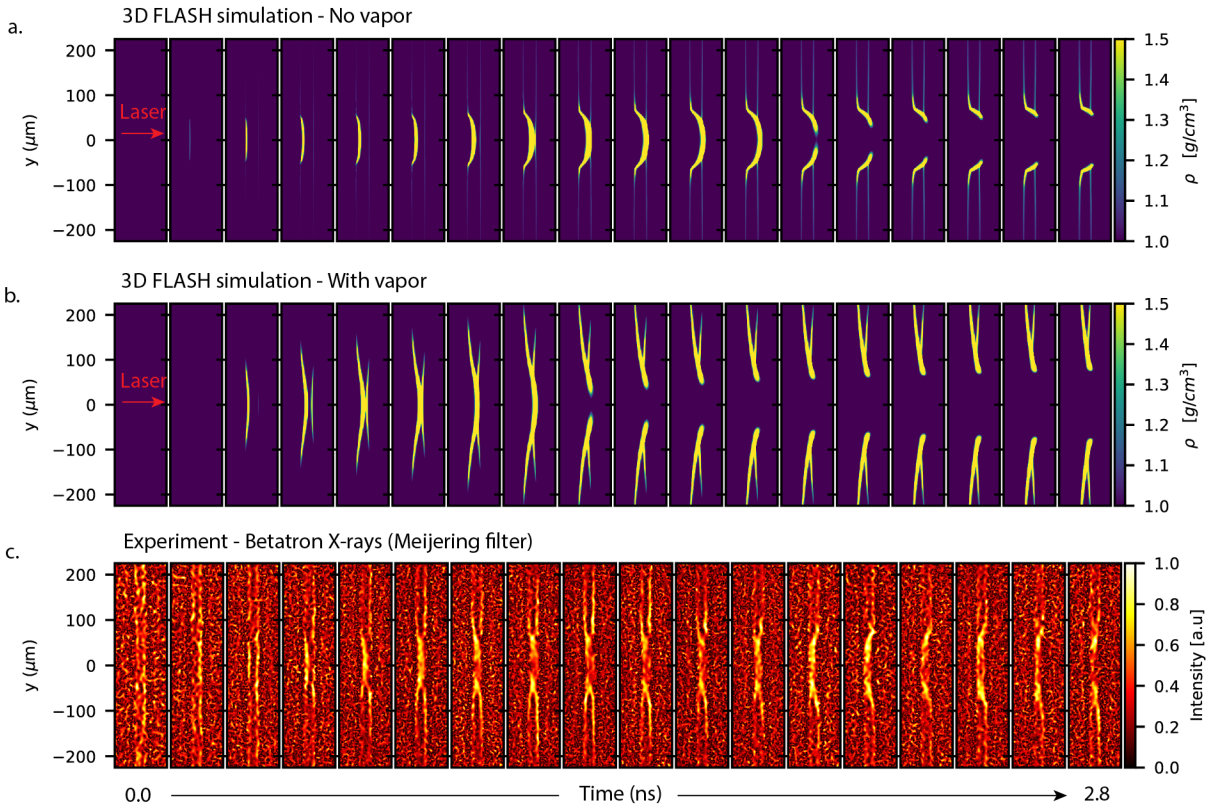 3D FLASH simulation - No vapor
a.
200
100
0
−100
−200
y (μm)
Laser
1.5
1.4
1.3
1.2
1.1
1.0
ρ [g/cm³]
3D FLASH simulation - With vapor
b.
200
100
0
−100
−200
y (μm)
Laser
1.5
1.4
1.3
1.2
1.1
1.0
ρ [g/cm³]
Experiment - Betatron X-rays (Meijering filter)
c.
200
100
0
−100
−200
y (μm)
1.0
0.8
0.6
0.4
0.2
0.0
Intensity [a.u]
0.0 Time (ns) 2.8